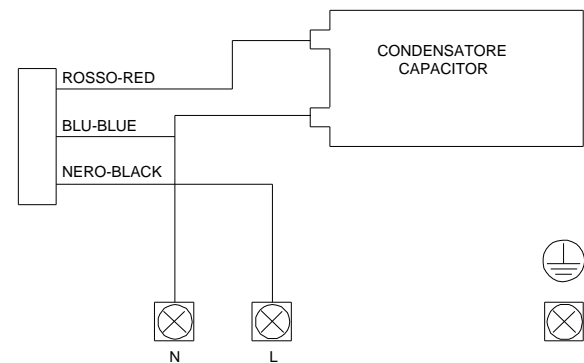 CONDENSATORE
CAPACITOR
ROSSO-RED
BLU-BLUE
NERO-BLACK
N
L